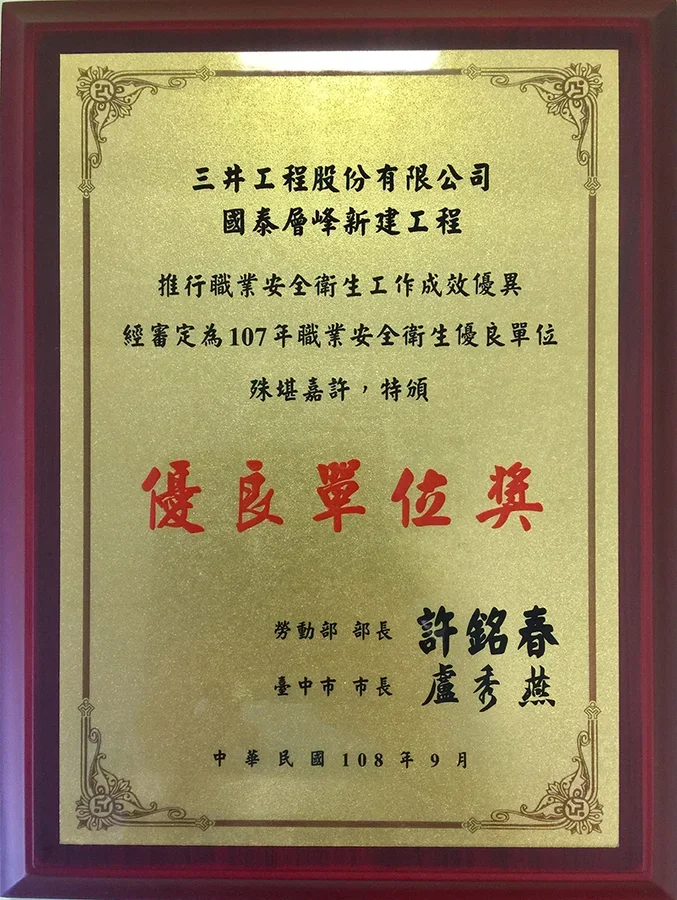 三井工程股份有限公司
國泰層峰新建工程
推行職業安全衛生工作成效優異
經審定為107年職業安全衛生優良單位
殊堪嘉許，特頒
優良單位獎
勞動部 部長 許銘春
臺中市 市長 盧秀燕
中華民國108年9月